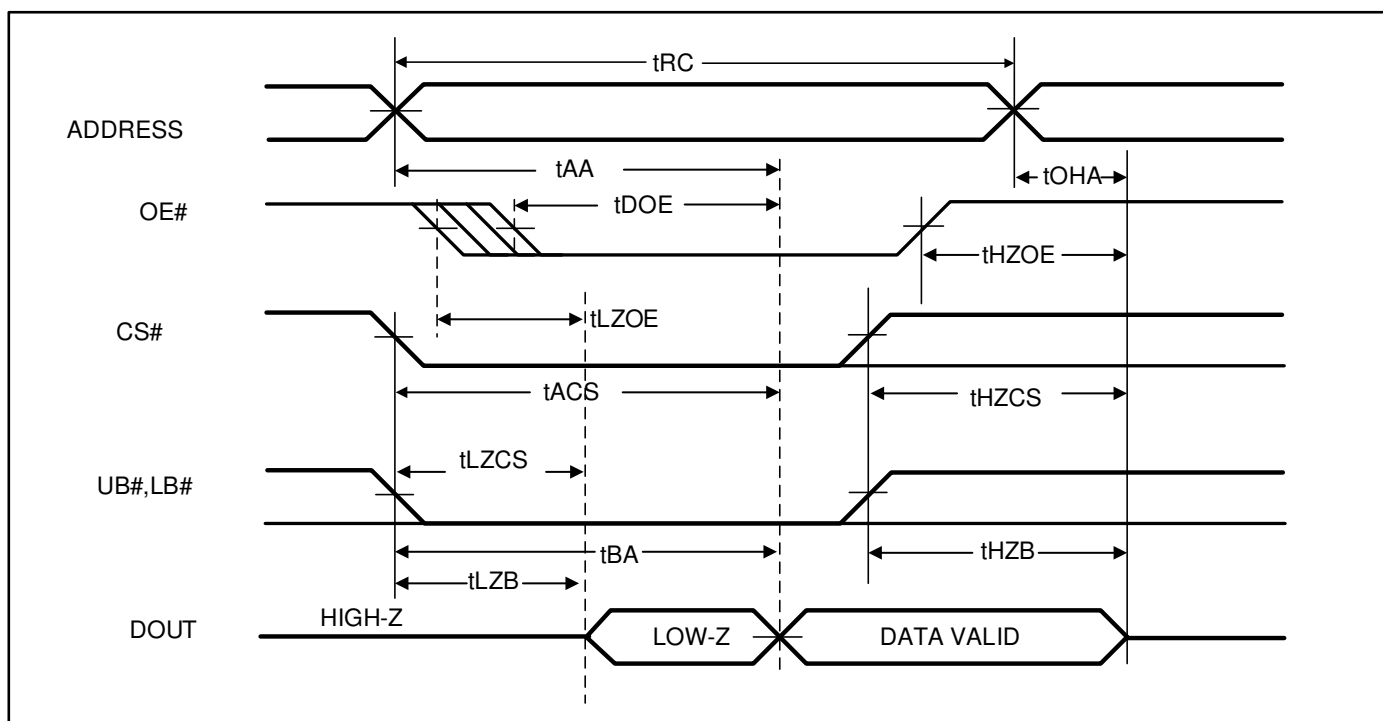 tRC
ADDRESS
tAA
tOHA
OE#
tDOE
tHZOE
CS#
tLZOE
tACS
tHZCS
tLZCS
UB#,LB#
tBA
tHZB
tLZB
HIGH-Z
DOUT
LOW-Z
DATA VALID